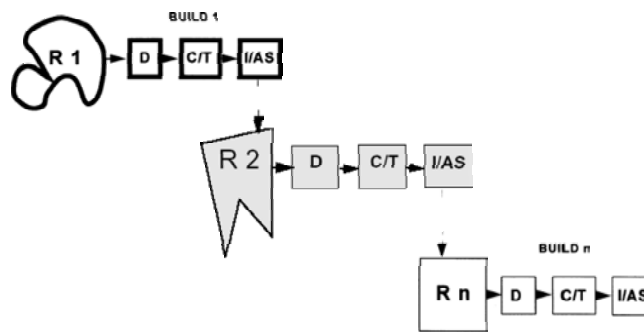 BUILD 1
R 1 D C/T I/AS
R 2 D C/T I/AS
BUILD n
R n D C/T I/AS